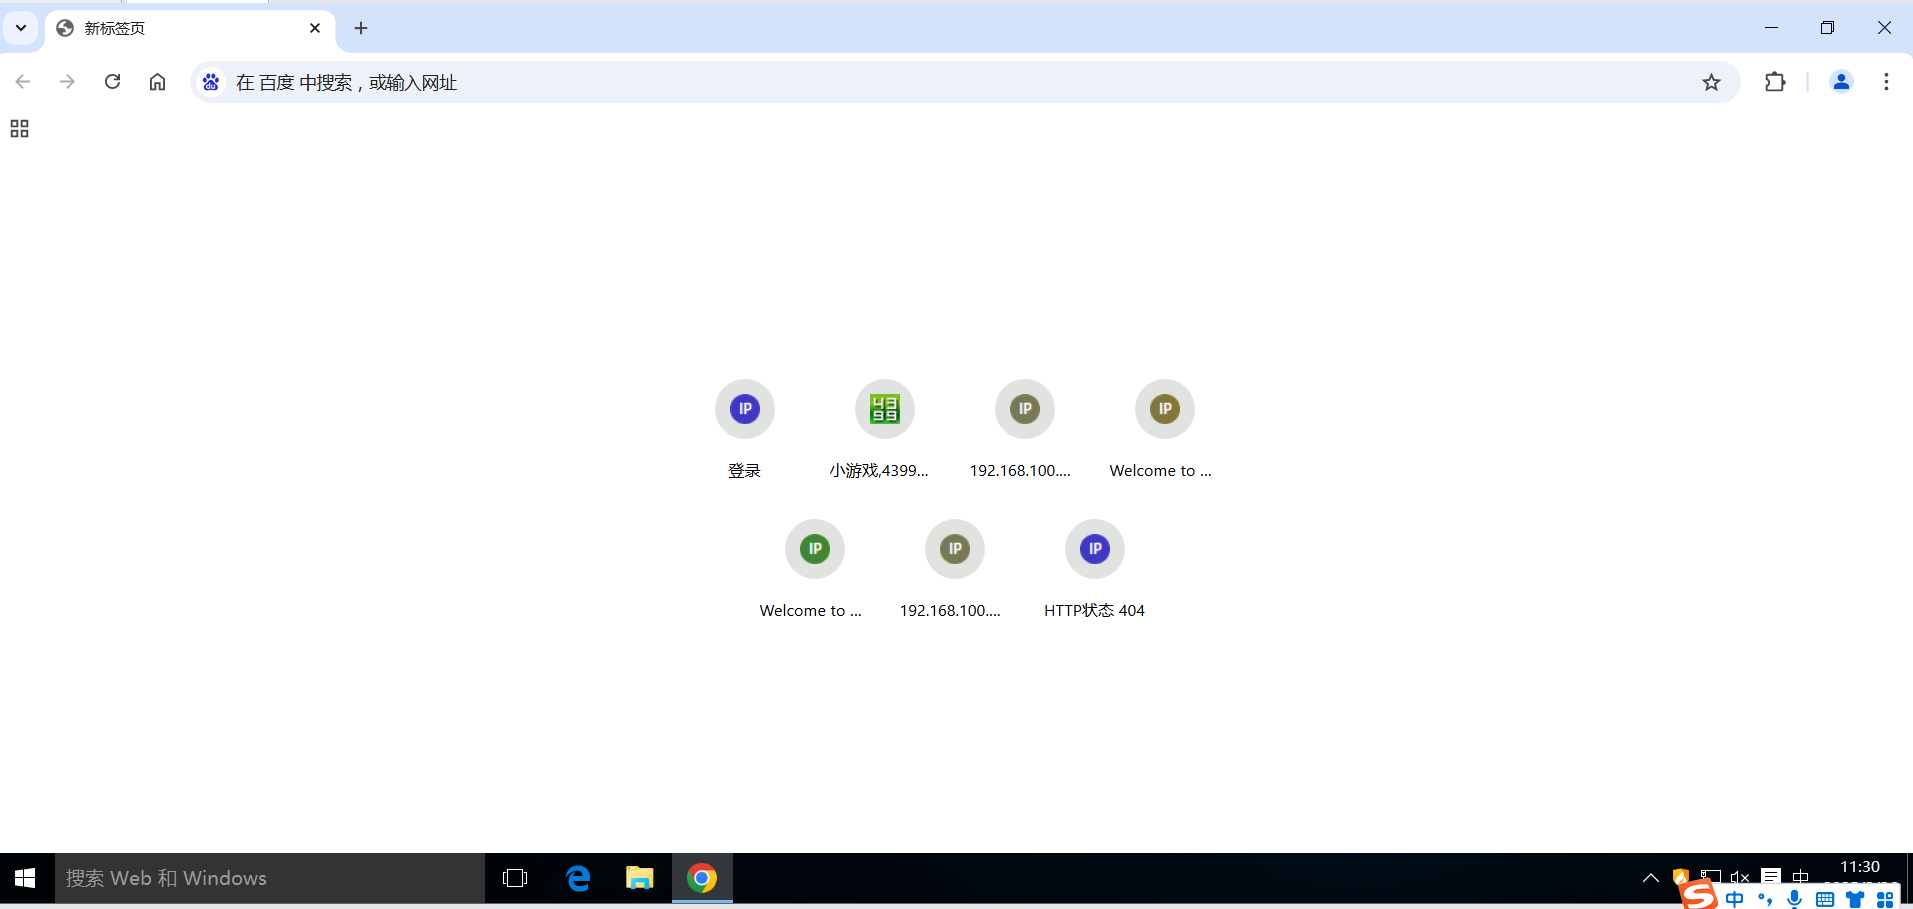 新标签页
在 百度 中搜索，或输入网址
IP
4399
IP
IP
登录
小游戏,4399...
192.168.100....
Welcome to ...
IP
IP
IP
Welcome to ...
192.168.100....
HTTP状态 404
搜索 Web 和 Windows
中
11:30
中